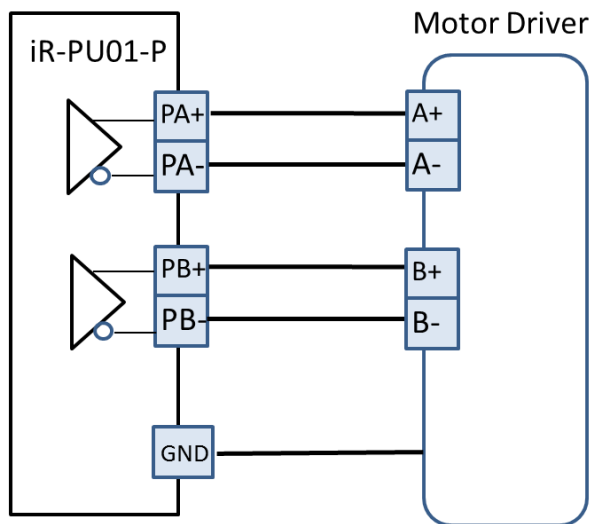 Motor Driver
iR-PU01-P
PA+
A+
PA-
A-
PB+
B+
PB-
B-
GND